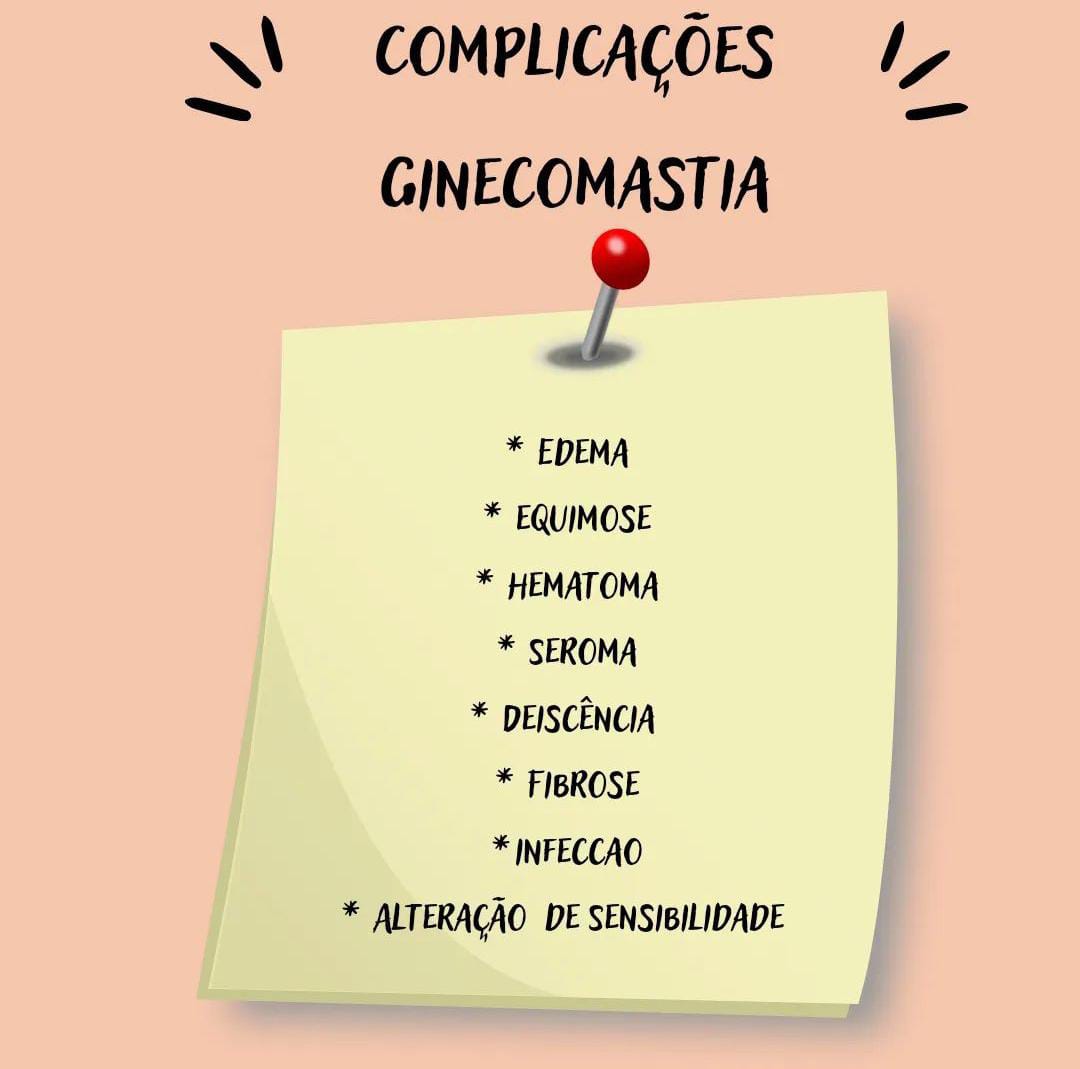 COMPLICAÇÕES
GINECOMASTIA
* EDEMA
* EQUIMOSE
* HEMATOMA
* SEROMA
* DEISCÊNCIA
* FIBROSE
*INFECCAO
* ALTERAÇÃO DE SENSIBILIDADE